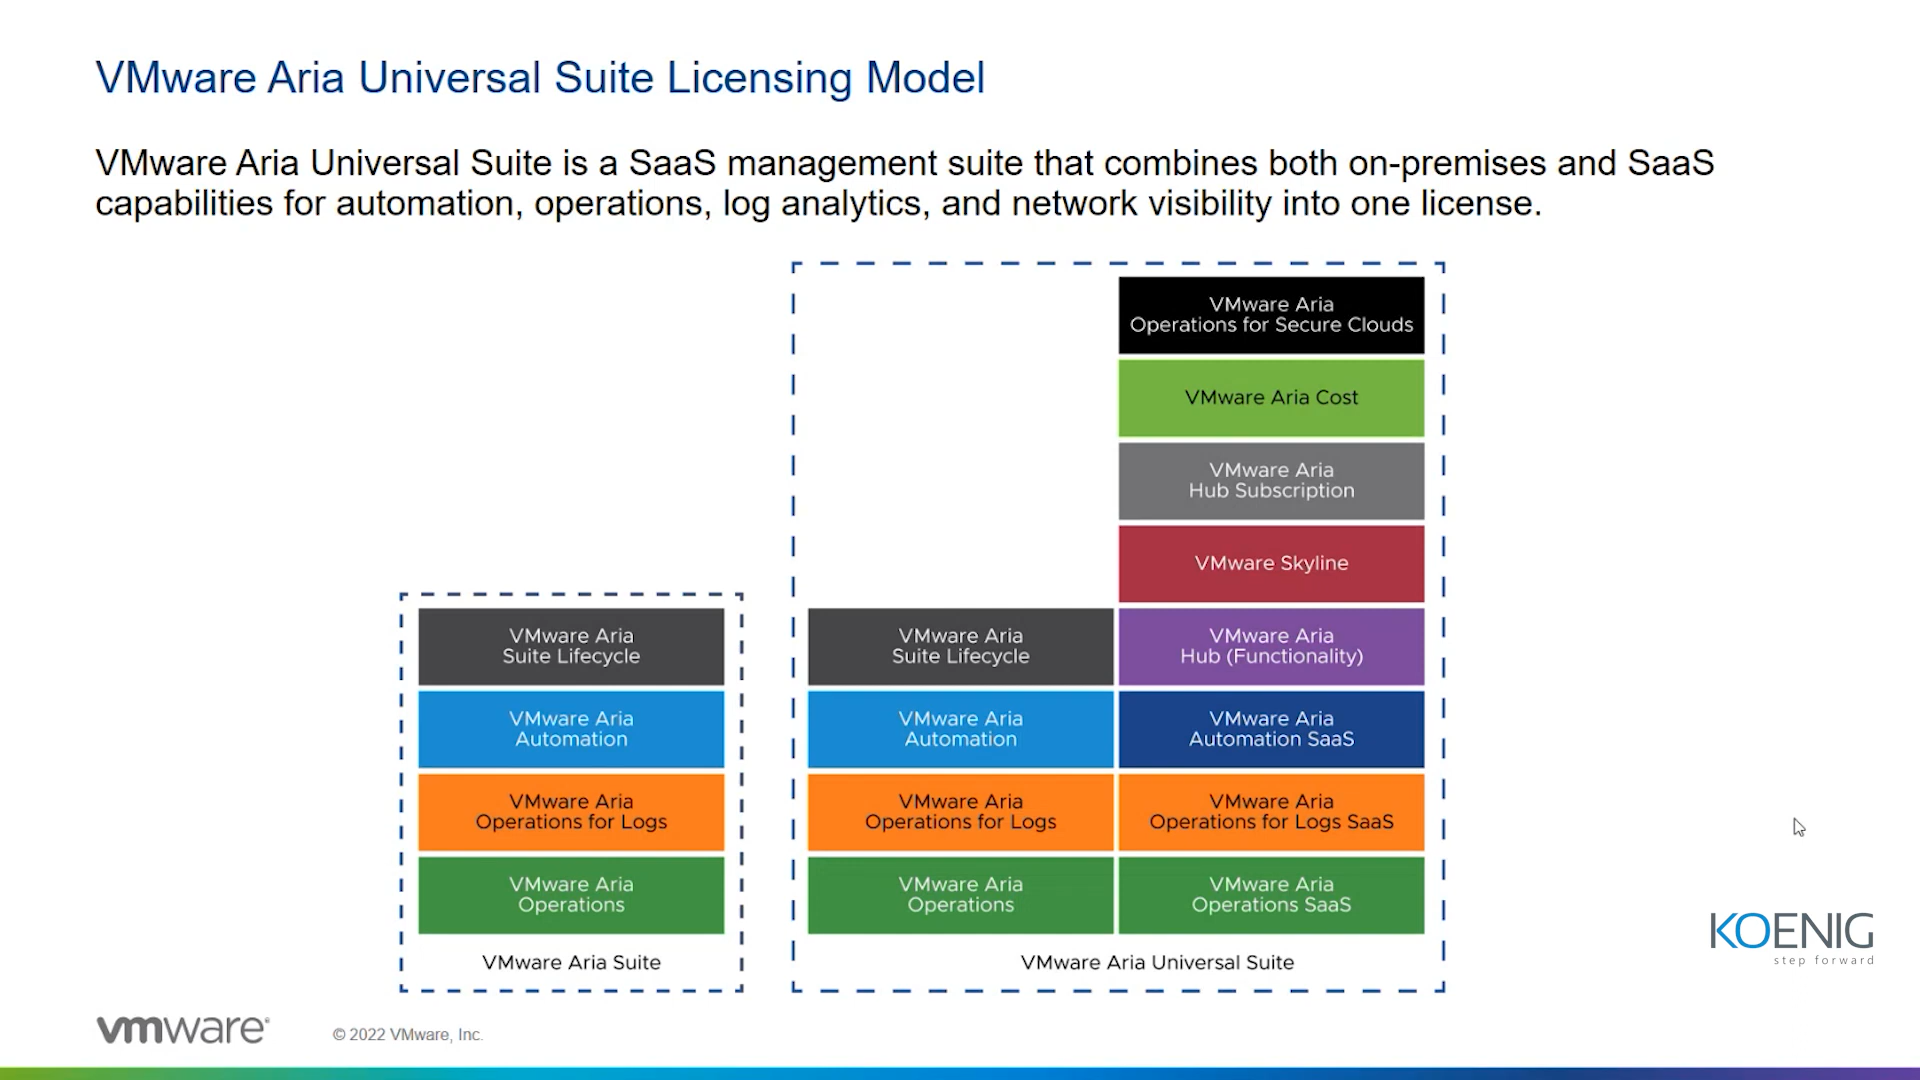 VMware Aria Universal Suite Licensing Model
VMware Aria Universal Suite is a SaaS management suite that combines both on-premises and SaaS
capabilities for automation, operations, log analytics, and network visibility into one license.
VMware Aria
Suite Lifecycle
VMware Aria
Automation
VMware Aria
Operations for Logs
VMware Aria
Operations
VMware Aria Suite
VMware Aria
Suite Lifecycle
VMware Aria
Automation
VMware Aria
Operations for Logs
VMware Aria
Operations
VMware Aria
Operations for Secure Clouds
VMware Aria Cost
VMware Aria
Hub Subscription
VMware Skyline
VMware Aria
Hub (Functionality)
VMware Aria
Automation SaaS
VMware Aria
Operations for Logs SaaS
VMware Aria
Operations SaaS
VMware Aria Universal Suite
KOENIG
step forward
vmware®
© 2022 VMware, Inc.